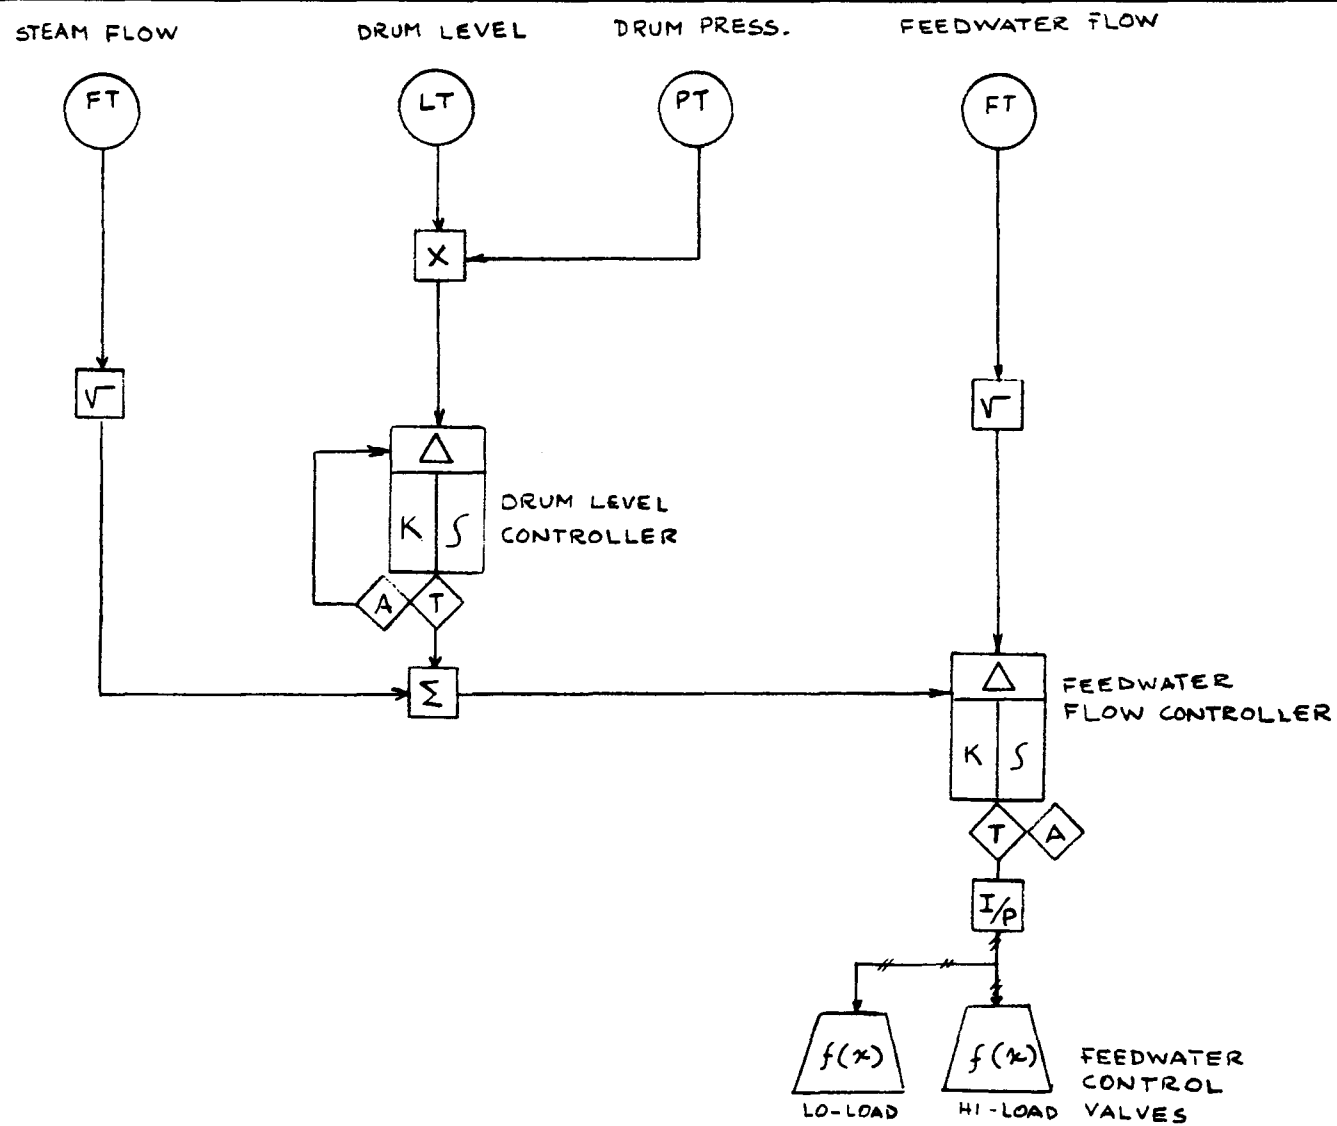 STEAM FLOW
DRUM LEVEL
DRUM PRESS.
FEEDWATER FLOW
FT
LT
PT
FT
X
√
√
Δ
K ∫
DRUM LEVEL
CONTROLLER
A T
Σ
Δ
K ∫
FEEDWATER
FLOW CONTROLLER
T A
I/P
f(x)
f(x)
LO-LOAD
HI-LOAD
FEEDWATER
CONTROL
VALVES